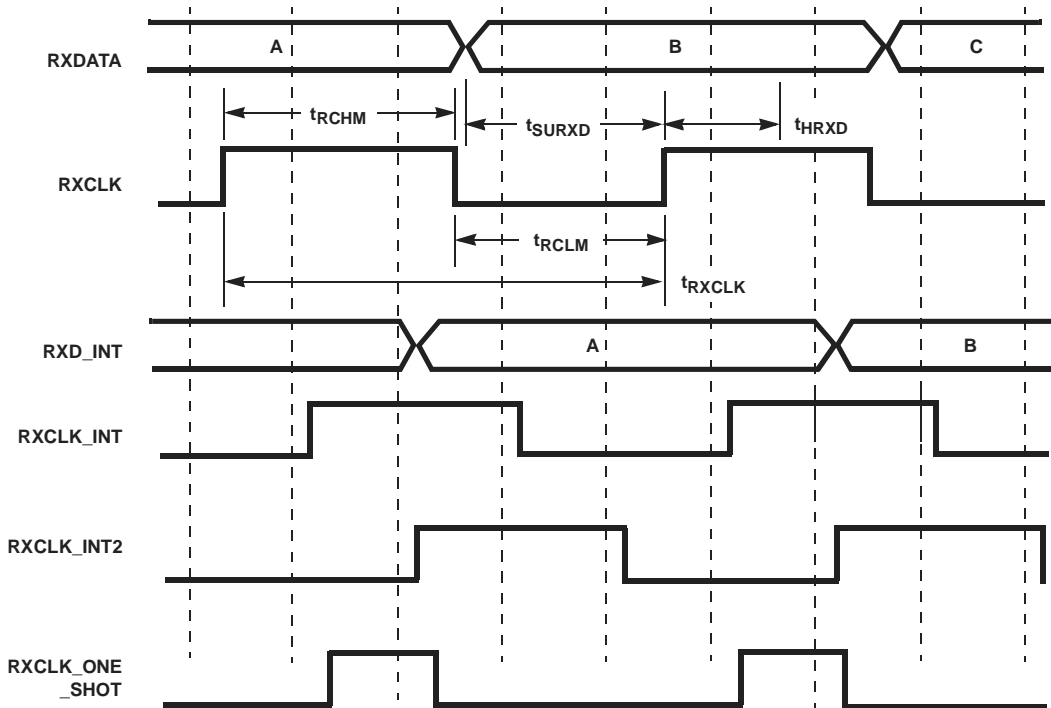 RXDATA
A
B
C
tRCHM
tSURXD
tHRXD
RXCLK
tRCLM
tRXCLK
RXD_INT
A
B
RXCLK_INT
RXCLK_INT2
RXCLK_ONE
_SHOT